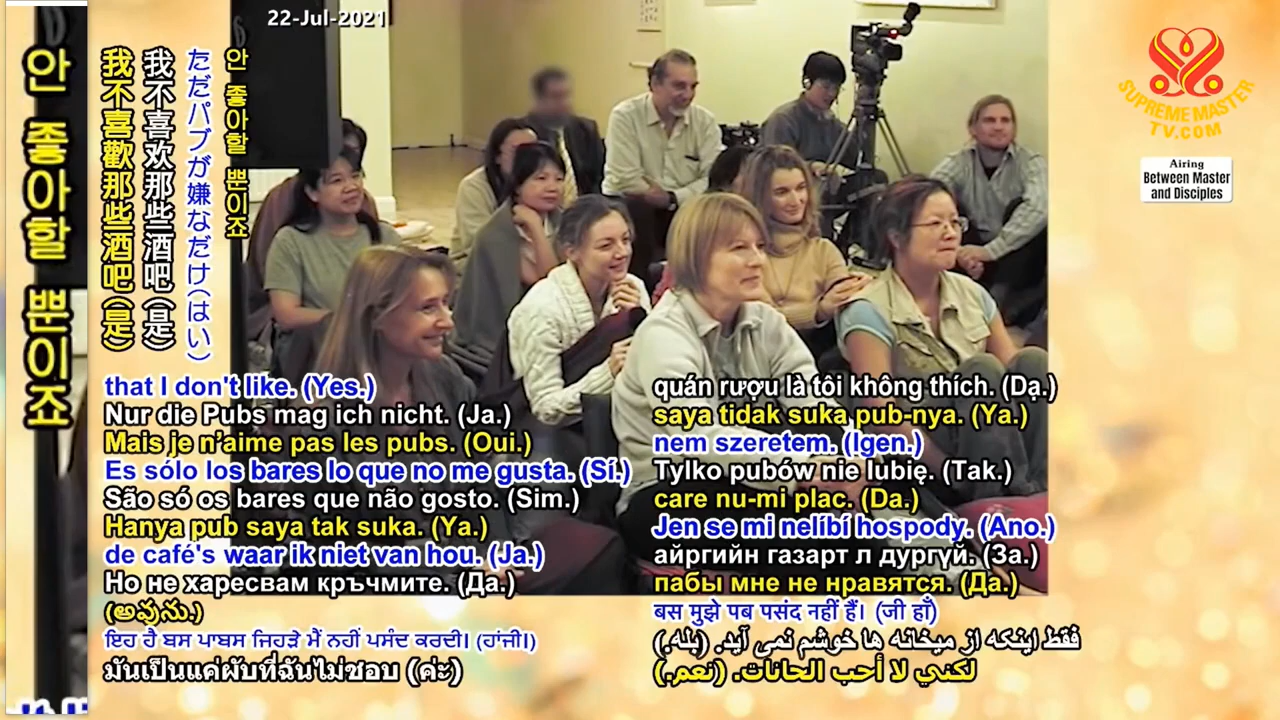 22-Jul-2021
SUPREME MASTER
TV.COM
Airing
Between Master
and Disciples
안 좋아할 뿐이죠
안 좋아할 뿐이죠
ただパブが嫌なだけ(はい)
我不喜欢那些酒吧(是)
我不喜歡那些酒吧(是)
that I don't like. (Yes.)
Nur die Pubs mag ich nicht. (Ja.)
Mais je n'aime pas les pubs. (Oui.)
Es sólo los bares lo que no me gusta. (Sí.)
São só os bares que não gosto. (Sim.)
Hanya pub saya tak suka. (Ya.)
de café's waar ik niet van hou. (Ja.)
Но не харесвам кръчмите. (Да.)
(అవును.)
ਇਹ ਹੈ ਬਸ ਪਾਬਸ ਜਿਹੜੇ ਮੈਂ ਨਹੀਂ ਪਸੰਦ ਕਰਦੀ। (ਹਾਂਜੀ।)
มันเป็นแค่ผับที่ฉันไม่ชอบ (ค่ะ)
quán rượu là tôi không thích. (Dạ.)
saya tidak suka pub-nya. (Ya.)
nem szeretem. (Igen.)
Tylko pubów nie lubię. (Tak.)
care nu-mi plac. (Da.)
Jen se mi nelíbí hospody. (Ano.)
айргийн газарт л дургүй. (За.)
пабы мне не нравятся. (Да.)
बस मुझे पब पसंद नहीं हैं। (जी हाँ)
فقط اینکه از میخانه ها خوشم نمی آید. (بله.)
لكني لا أحب الحانات. (نعم.)